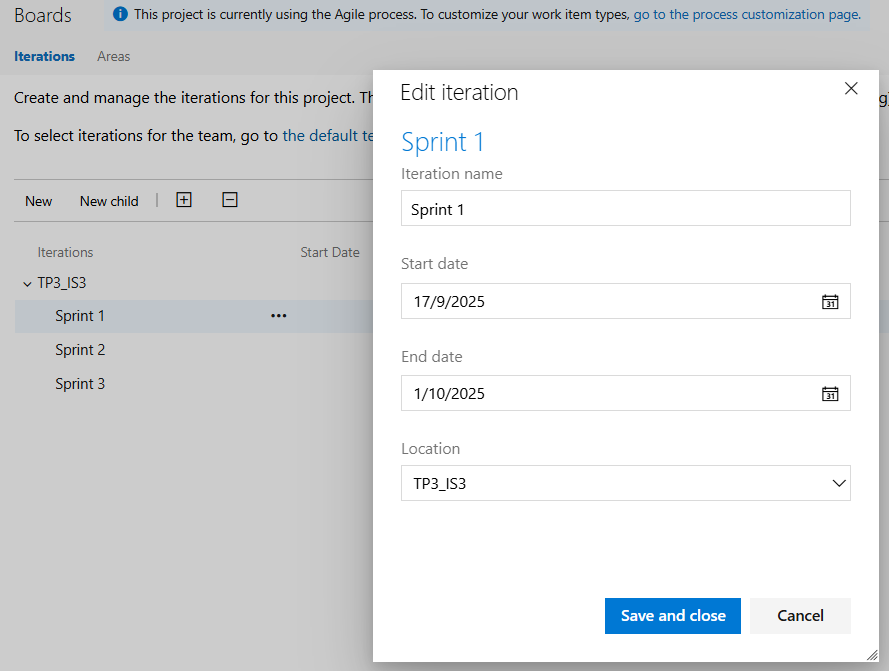 Boards
This project is currently using the Agile process. To customize your work item types, go to the process customization page.
Iterations Areas
Create and manage the iterations for this project.
To select iterations for the team, go to the default
New New child
Iterations Start Date
TP3_IS3
Sprint 1 •••
Sprint 2
Sprint 3
Edit iteration
Sprint 1
Iteration name
Sprint 1
Start date
17/9/2025
31
End date
1/10/2025
31
Location
TP3_IS3
Save and close Cancel